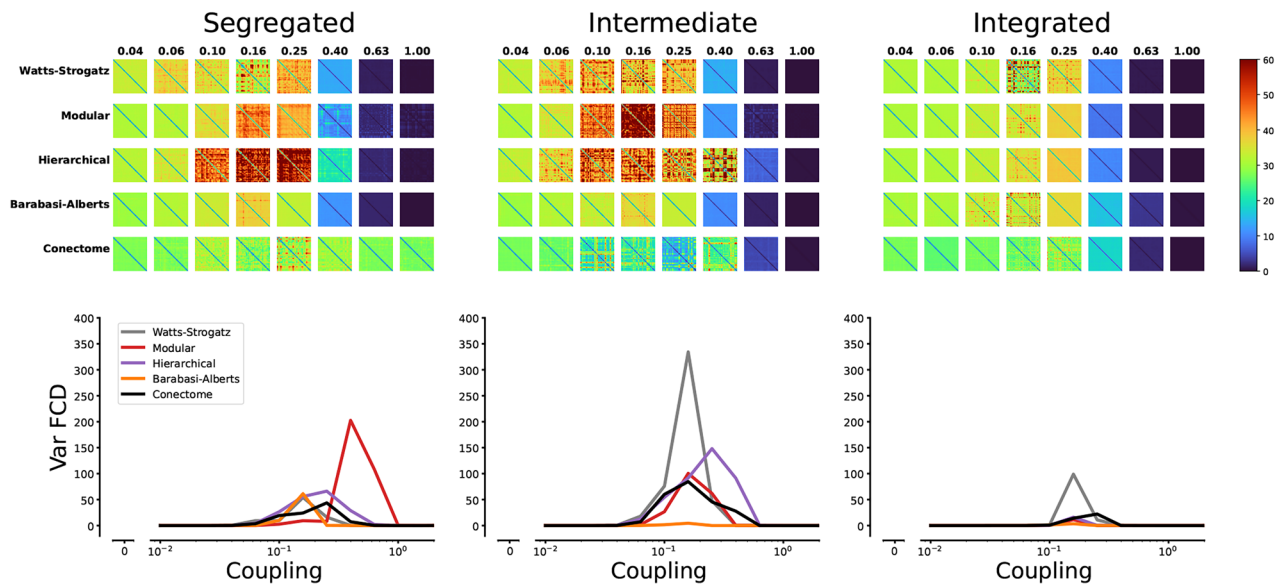 Segregated Intermediate Integrated
0.04 0.06 0.10 0.16 0.25 0.40 0.63 1.00 0.04 0.06 0.10 0.16 0.25 0.40 0.63 1.00 0.04 0.06 0.10 0.16 0.25 0.40 0.63 1.00
Watts-Strogatz
Modular
Hierarchical
Barabasi-Alberts
Conectome
60
50
40
30
20
10
0
Var FCD
400
350
300
250
200
150
100
50
0
Watts-Strogatz
Modular
Hierarchical
Barabasi-Alberts
Conectome
0 10⁻² 10⁻¹ 10⁰
Coupling
400
350
300
250
200
150
100
50
0
0 10⁻² 10⁻¹ 10⁰
Coupling
400
350
300
250
200
150
100
50
0
0 10⁻² 10⁻¹ 10⁰
Coupling